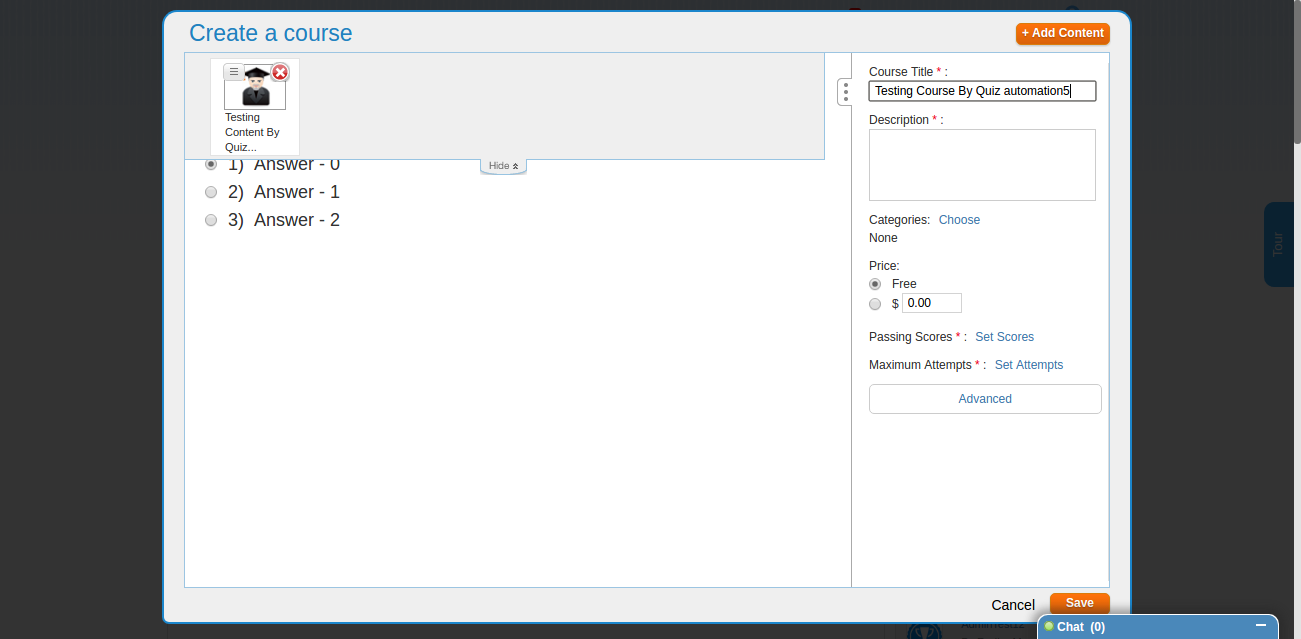 Create a course
+ Add Content
Testing
Content By
Quiz...
1) Answer - 0
2) Answer - 1
3) Answer - 2
Hide
Course Title * :
Testing Course By Quiz automation5
Description * :
Categories: Choose
None
Price:
Free
$ 0.00
Passing Scores * : Set Scores
Maximum Attempts * : Set Attempts
Advanced
Tour
Cancel
Save
Chat (0)